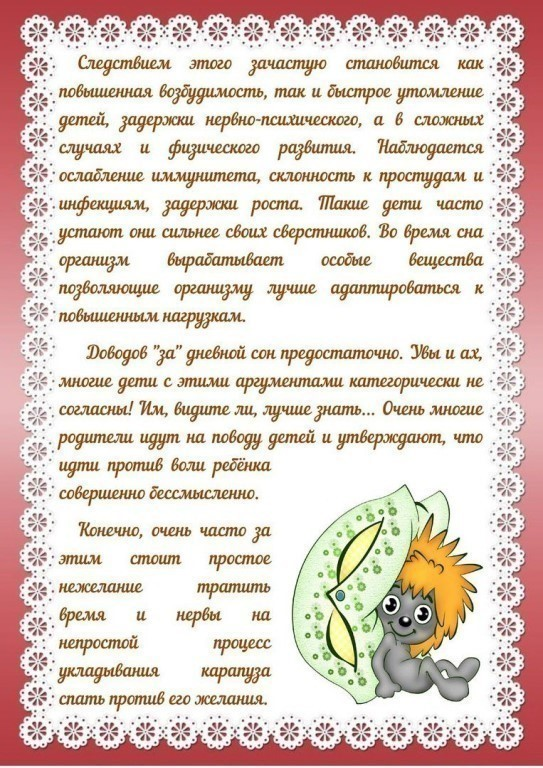 Следствием этого зачастую становится как
повышенная возбудимость, так и быстрое утомление
детей, задержки нервно-психического, а в сложных
случаях и физического развития. Наблюдается
ослабление иммунитета, склонность к простудам и
инфекциям, задержки роста. Такие дети часто
устают они сильнее своих сверстников. Во время сна
организм вырабатывает особые вещества
позволяющие организму лучше адаптироваться к
повышенным нагрузкам.
Доводов "за" дневной сон предостаточно. Увы и ах,
многие дети с этими аргументами категорически не
согласны! Им, видите ли, лучше знать... Очень многие
родители идут на поводу детей и утверждают, что
идти против воли ребёнка
совершенно бессмысленно.
Конечно, очень часто за
этим стоит простое
нежелание тратить
время и нервы на
непростой процесс
укладывания карапуза
спать против его желания.